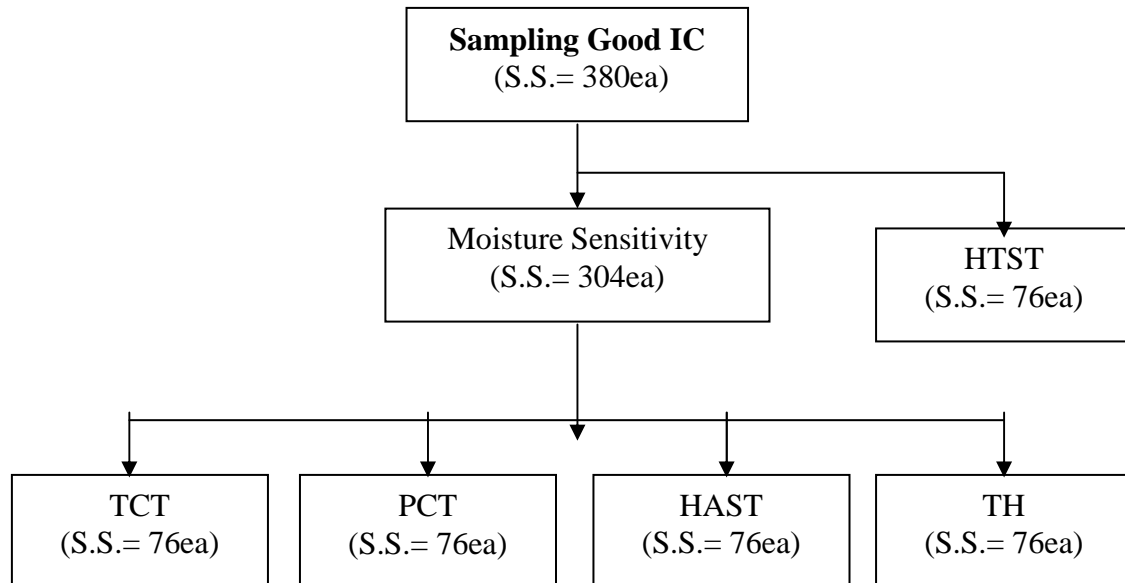 Sampling Good IC
(S.S.= 380ea)
Moisture Sensitivity
(S.S.= 304ea)
HTST
(S.S.= 76ea)
TCT
(S.S.= 76ea)
PCT
(S.S.= 76ea)
HAST
(S.S.= 76ea)
TH
(S.S.= 76ea)